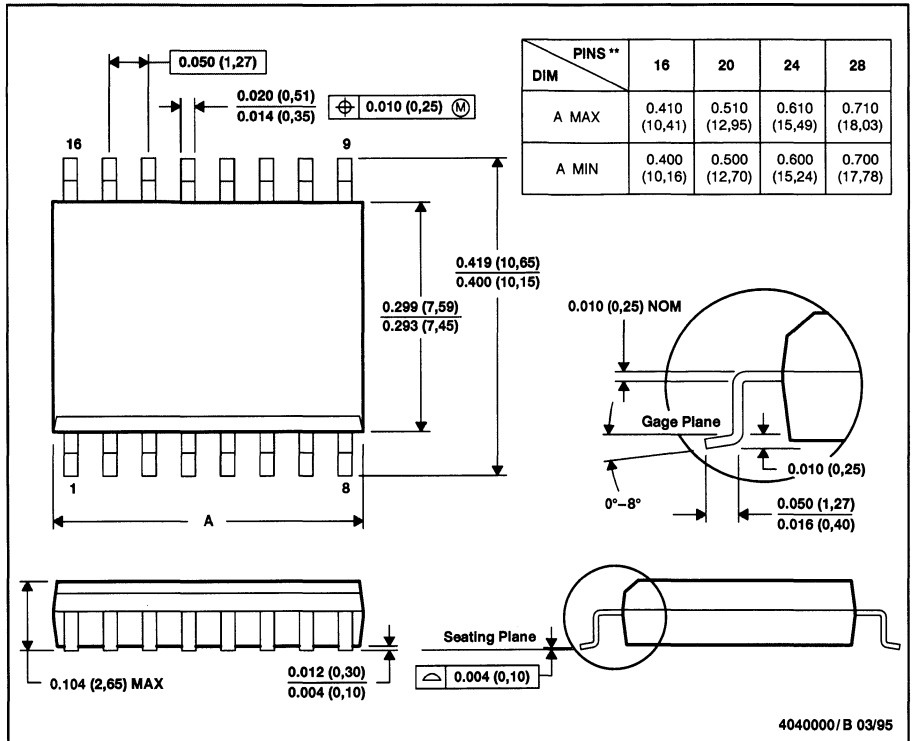 0.050 (1,27)
0.020 (0,51)
0.014 (0,35)
0.010 (0,25) Ⓜ
PINS **
DIM
16 20 24 28
A MAX
0.410 0.510 0.610 0.710
(10,41) (12,95) (15,49) (18,03)
A MIN
0.400 0.500 0.600 0.700
(10,16) (12,70) (15,24) (17,78)
16 9
0.419 (10,65)
0.400 (10,15)
0.299 (7,59)
0.293 (7,45)
1 8
A
0.010 (0,25) NOM
Gage Plane
0.010 (0,25)
0°–8°
0.050 (1,27)
0.016 (0,40)
0.104 (2,65) MAX
0.012 (0,30)
0.004 (0,10)
Seating Plane
0.004 (0,10)
4040000/B 03/95